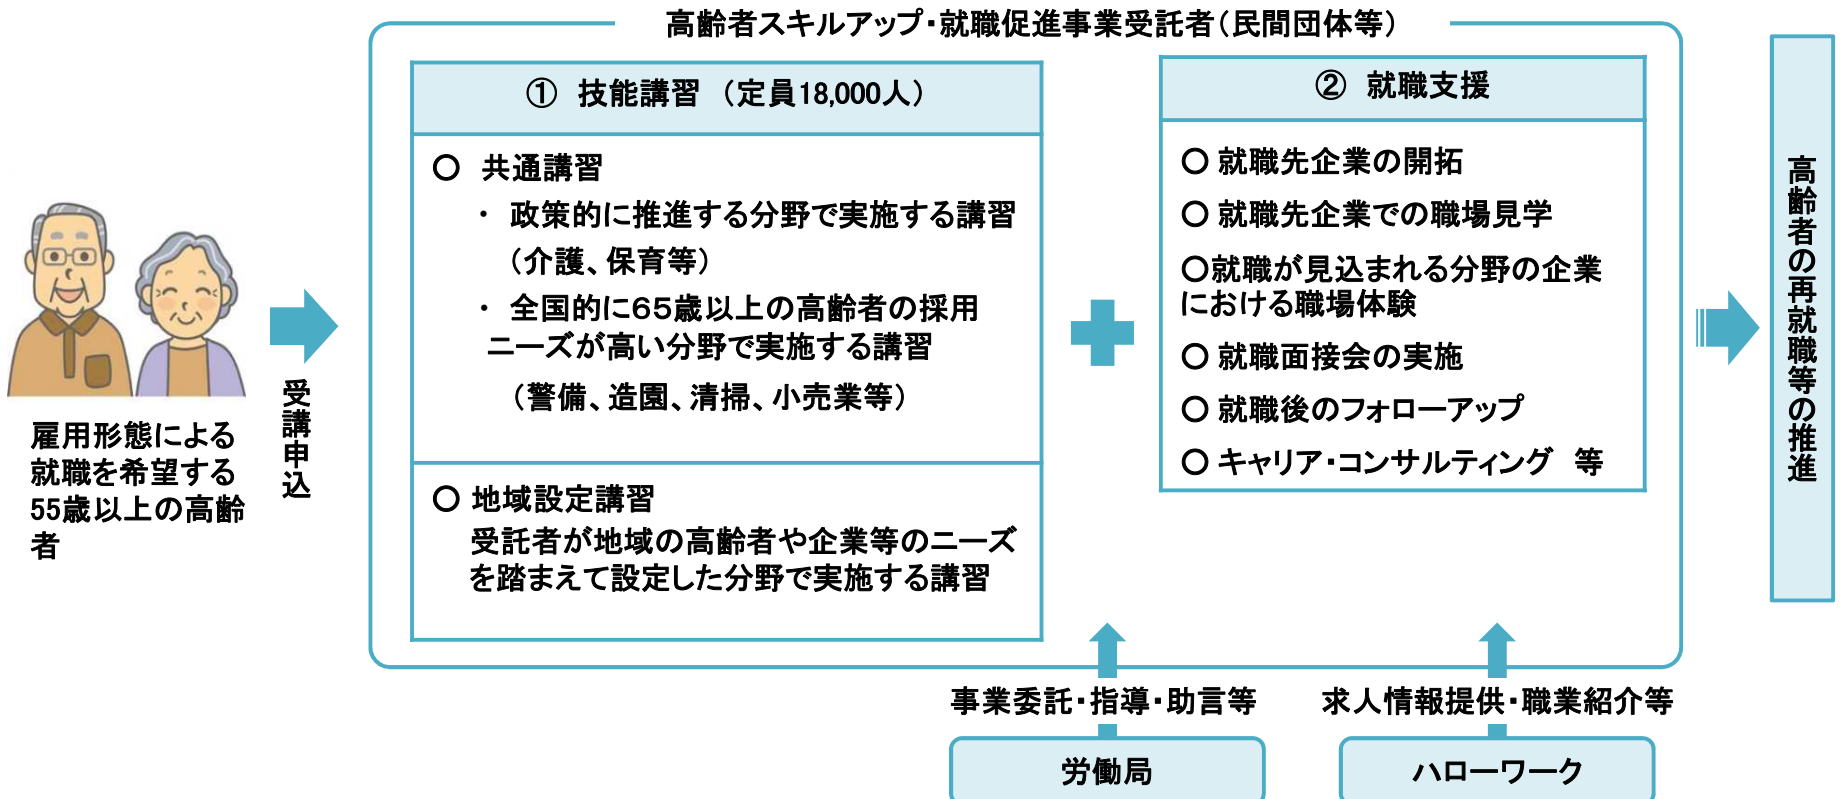 高齢者スキルアップ・就職促進事業受託者（民間団体等）
① 技能講習 （定員18,000人）
○ 共通講習
・ 政策的に推進する分野で実施する講習
（介護、保育等）
・ 全国的に６５歳以上の高齢者の採用
ニーズが高い分野で実施する講習
（警備、造園、清掃、小売業等）
○ 地域設定講習
受託者が地域の高齢者や企業等のニーズ
を踏まえて設定した分野で実施する講習
② 就職支援
○ 就職先企業の開拓
○ 就職先企業での職場見学
○就職が見込まれる分野の企業
における職場体験
○ 就職面接会の実施
○ 就職後のフォローアップ
○ キャリア・コンサルティング 等
雇用形態による
就職を希望する
55歳以上の高齢
者
受講申込
高齢者の再就職等の推進
事業委託・指導・助言等
求人情報提供・職業紹介等
労働局
ハローワーク